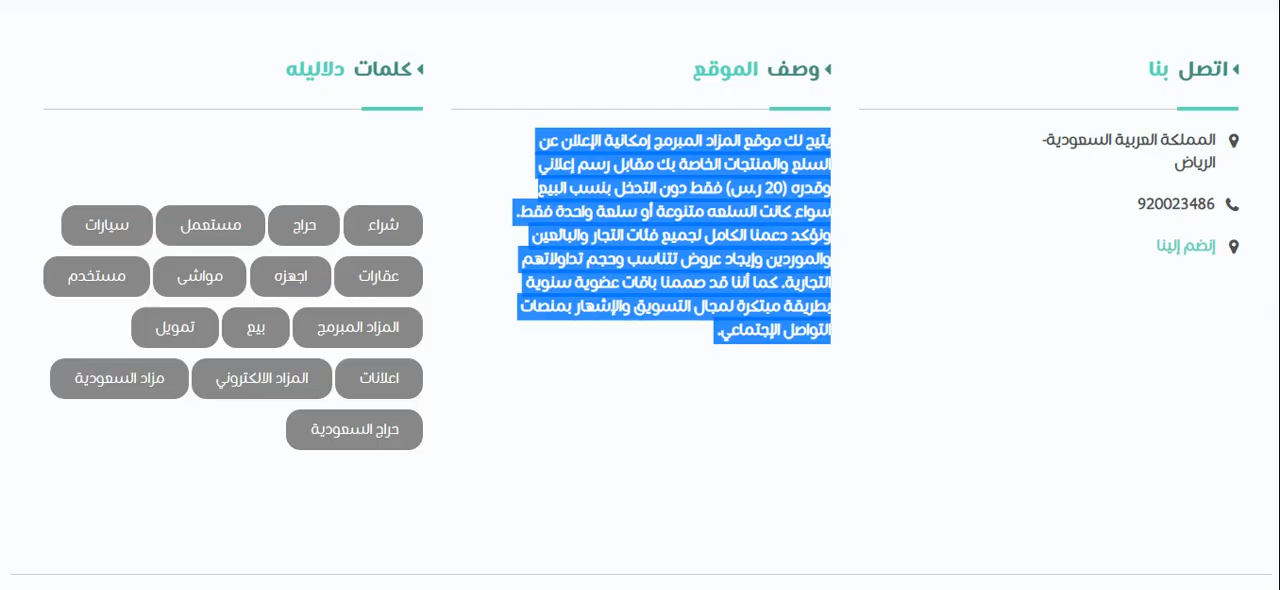 اتصل بنا
المملكة العربية السعودية-
الرياض
920023486
إنضم إلينا
وصف الموقع
يتيح لك موقع المزاد المبرمج إمكانية الإعلان عن
السلع والمنتجات الخاصة بك مقابل رسم إعلاني
وقدره (20 ر.س) فقط دون التدخل بنسب البيع
سواء كانت السلعه متنوعة أو سلعة واحدة فقط.
ونؤكد دعمنا الكامل لجميع فئات التجار والبائعين
والموردين وإيجاد عروض تتناسب وحجم تداولاتهم
التجارية. كما أننا قد صممنا باقات عضوية سنوية
بطريقة مبتكرة لمجال التسويق والإشهار بمنصات
التواصل الإجتماعي.
كلمات دلاليله
شراء حراج مستعمل سيارات
عقارات اجهزه مواشي مستخدم
المزاد المبرمج بيع تمويل
اعلانات المزاد الالكتروني مزاد السعودية
حراج السعودية